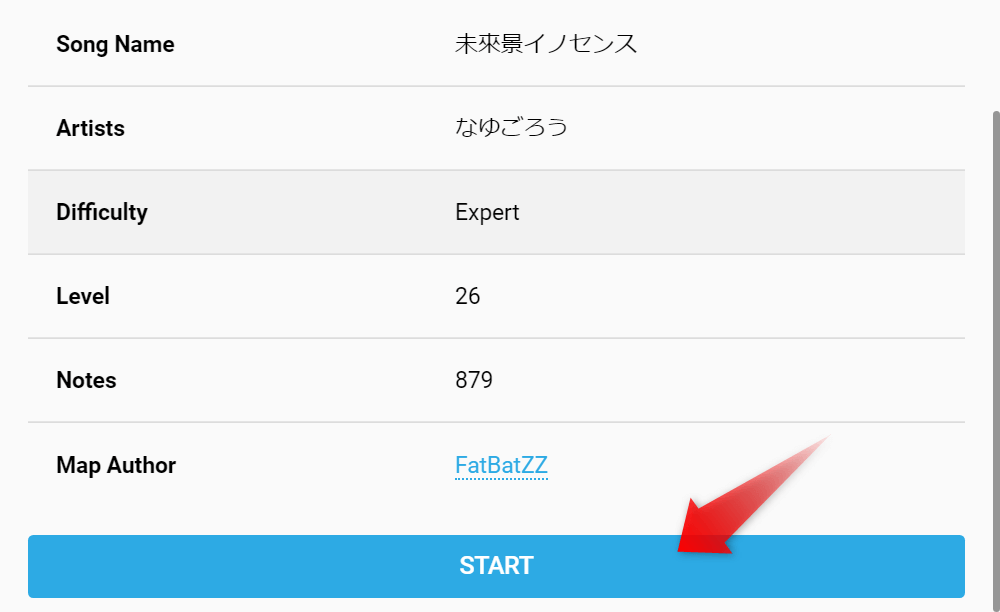 Song Name 未來景イノセンス
Artists なゆごろう
Difficulty Expert
Level 26
Notes 879
Map Author FatBatZZ
START